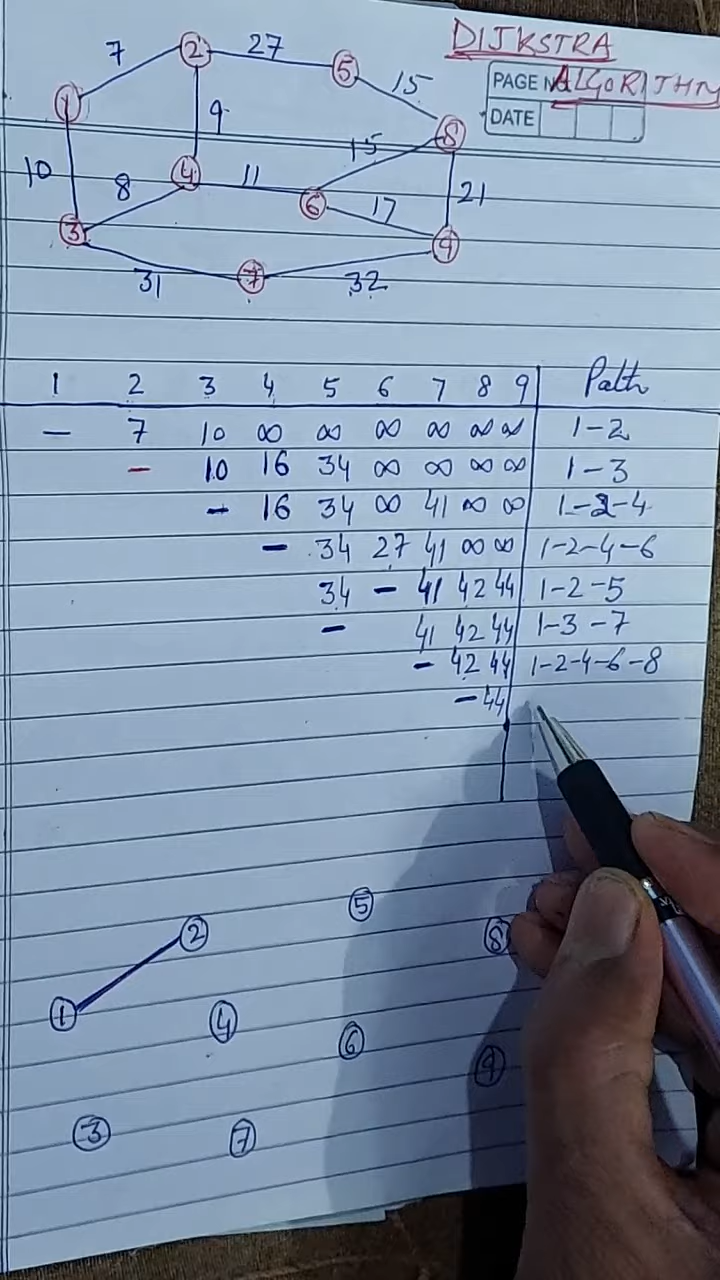 DIJKSTRA
ALGORITHM
PAGE NO
DATE
7
27
15
9
10
8
11
15
17
21
31
32
1
2
3
4
5
6
7
8
9
1 2 3 4 5 6 7 8 9 Path
- 7 10 ∞ ∞ ∞ ∞ ∞ ∞ 1-2
- 10 16 34 ∞ ∞ ∞ ∞ 1-3
- 16 34 ∞ 41 ∞ ∞ 1-2-4
- 34 27 41 ∞ ∞ 1-2-4-6
34 - 41 42 44 1-2-5
- 41 42 44 1-3-7
- 42 44 1-2-4-6-8
- 44
5
2
8
1
4
6
9
3
7